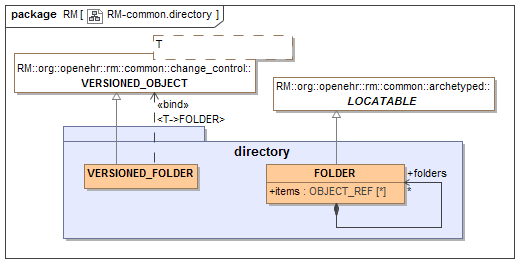 package RM [ RM-common.directory ]
T
RM::org::openehr::rm::common::change_control::
VERSIONED_OBJECT
RM::org::openehr::rm::common::archetyped::
LOCATABLE
«bind»
<T->FOLDER>
directory
VERSIONED_FOLDER
FOLDER
+items : OBJECT_REF [*]
+folders
*